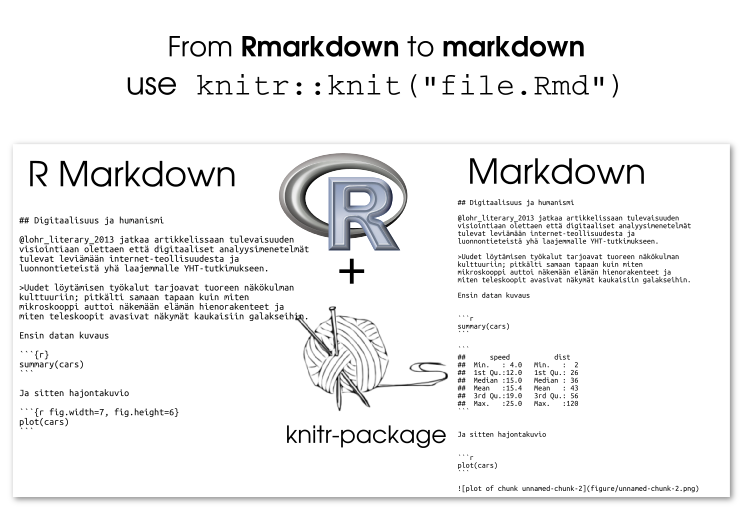 From Rmarkdown to markdown
use knitr::knit("file.Rmd")
R Markdown
## Digitaalisuus ja humanismi
@lohr_literary_2013 jatkaa artikkelissaan tulevaisuuden
visiointiaan olettaen että digitaaliset analyysimenetelmät
tulevat leviämään internet-teollisuudesta ja
luonnontieteistä yhä laajemmalle YHT-tutkimukseen.
>Uudet löytämisen työkalut tarjoavat tuoreen näkökulman
kulttuuriin; pitkälti samaan tapaan kuin miten
mikroskooppi auttoi näkemään elämän hienorakenteet ja
miten teleskoopit avasivat näkymät kaukaisiin galakseihin.
Ensin datan kuvaus
```{r}
summary(cars)
```
Ja sitten hajontakuvio
```{r fig.width=7, fig.height=6}
plot(cars)
```
R
+
knitr-package
Markdown
## Digitaalisuus ja humanismi
@lohr_literary_2013 jatkaa artikkelissaan tulevaisuuden
visiointiaan olettaen että digitaaliset analyysimenetelmät
tulevat leviämään internet-teollisuudesta ja
luonnontieteistä yhä laajemmalle YHT-tutkimukseen.
>Uudet löytämisen työkalut tarjoavat tuoreen näkökulman
kulttuuriin; pitkälti samaan tapaan kuin miten
mikroskooppi auttoi näkemään elämän hienorakenteet ja
miten teleskoopit avasivat näkymät kaukaisiin galakseihin.
Ensin datan kuvaus
```r
summary(cars)
```
```
##      speed           dist
##  Min.   : 4.0   Min.   :  2
##  1st Qu.:12.0   1st Qu.: 26
##  Median :15.0   Median : 36
##  Mean   :15.4   Mean   : 43
##  3rd Qu.:19.0   3rd Qu.: 56
##  Max.   :25.0   Max.   :120
```
Ja sitten hajontakuvio
```r
plot(cars)
```
![plot of chunk unnamed-chunk-2](figure/unnamed-chunk-2.png)